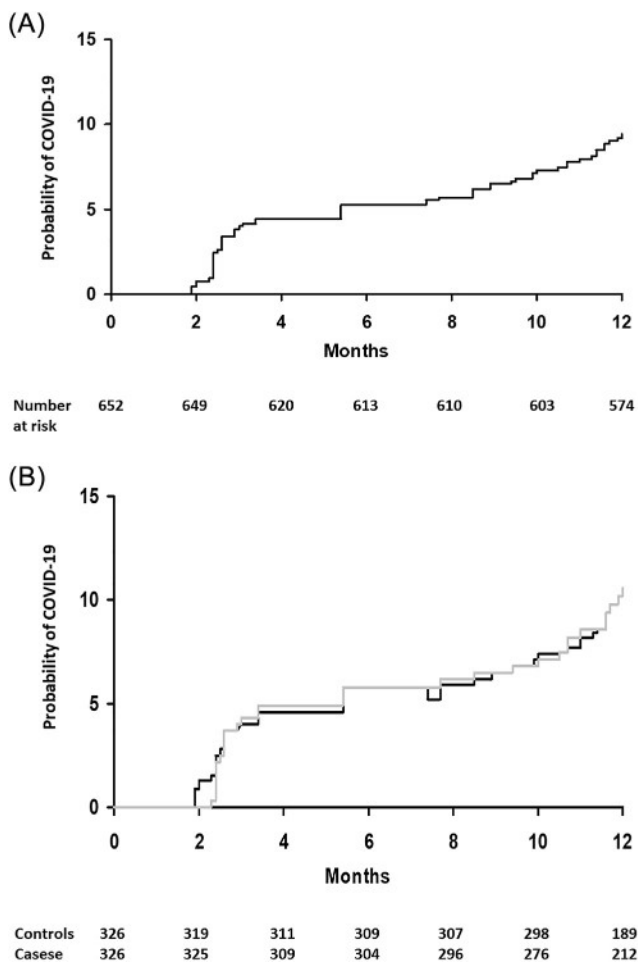 (A)
15
10
5
0
Probability of COVID-19
0 2 4 6 8 10 12
Months
Number at risk 652 649 620 613 610 603 574
(B)
15
10
5
0
Probability of COVID-19
0 2 4 6 8 10 12
Months
Controls 326 319 311 309 307 298 189
Casese 326 325 309 304 296 276 212